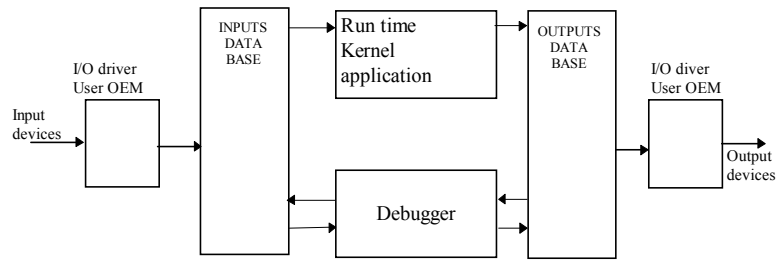 Input
devices
I/O driver
User OEM
INPUTS
DATA
BASE
Run time
Kernel
application
Debugger
OUTPUTS
DATA
BASE
I/O diver
User OEM
Output
devices